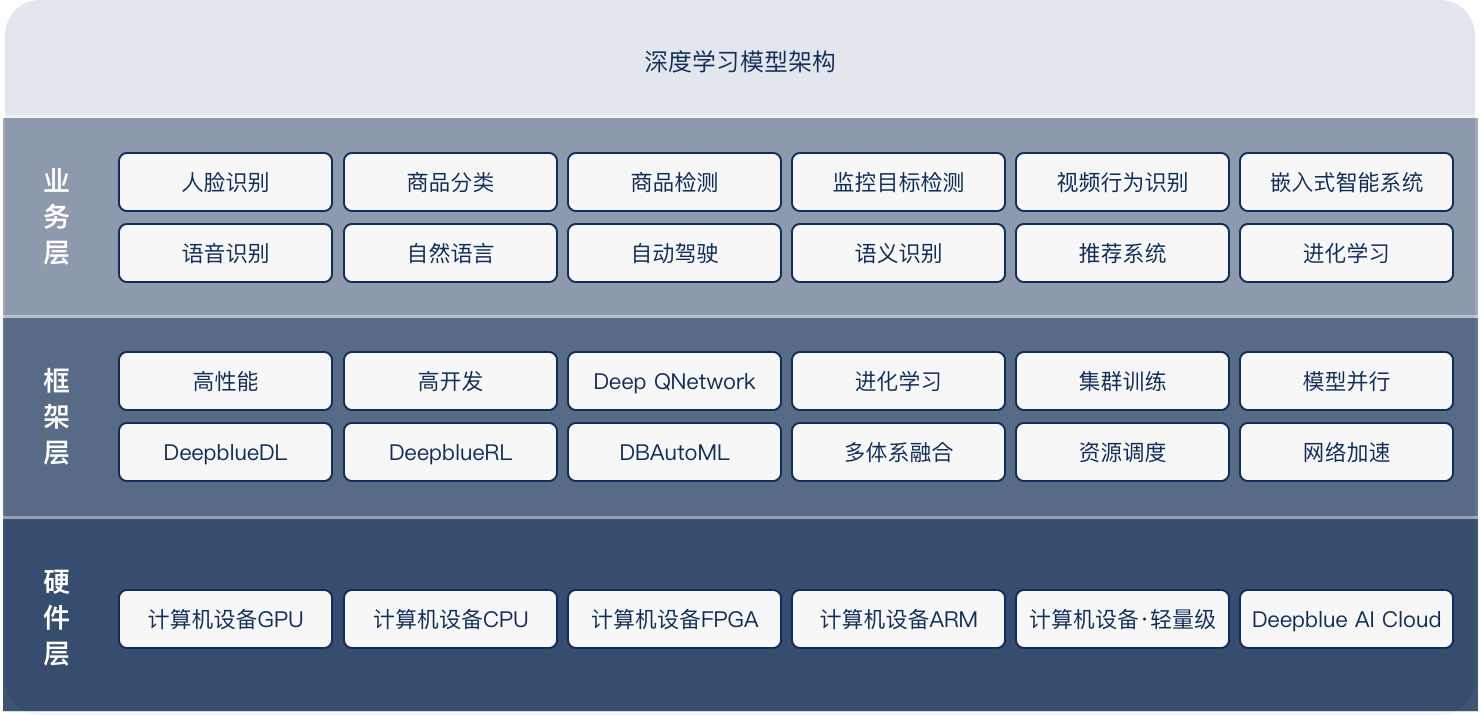 深度学习模型架构
业务层
人脸识别
商品分类
商品检测
监控目标检测
视频行为识别
嵌入式智能系统
语音识别
自然语言
自动驾驶
语义识别
推荐系统
进化学习
框架层
高性能
高开发
Deep QNetwork
进化学习
集群训练
模型并行
DeepblueDL
DeepblueRL
DBAutoML
多体系融合
资源调度
网络加速
硬件层
计算机设备GPU
计算机设备CPU
计算机设备FPGA
计算机设备ARM
计算机设备·轻量级
Deepblue AI Cloud